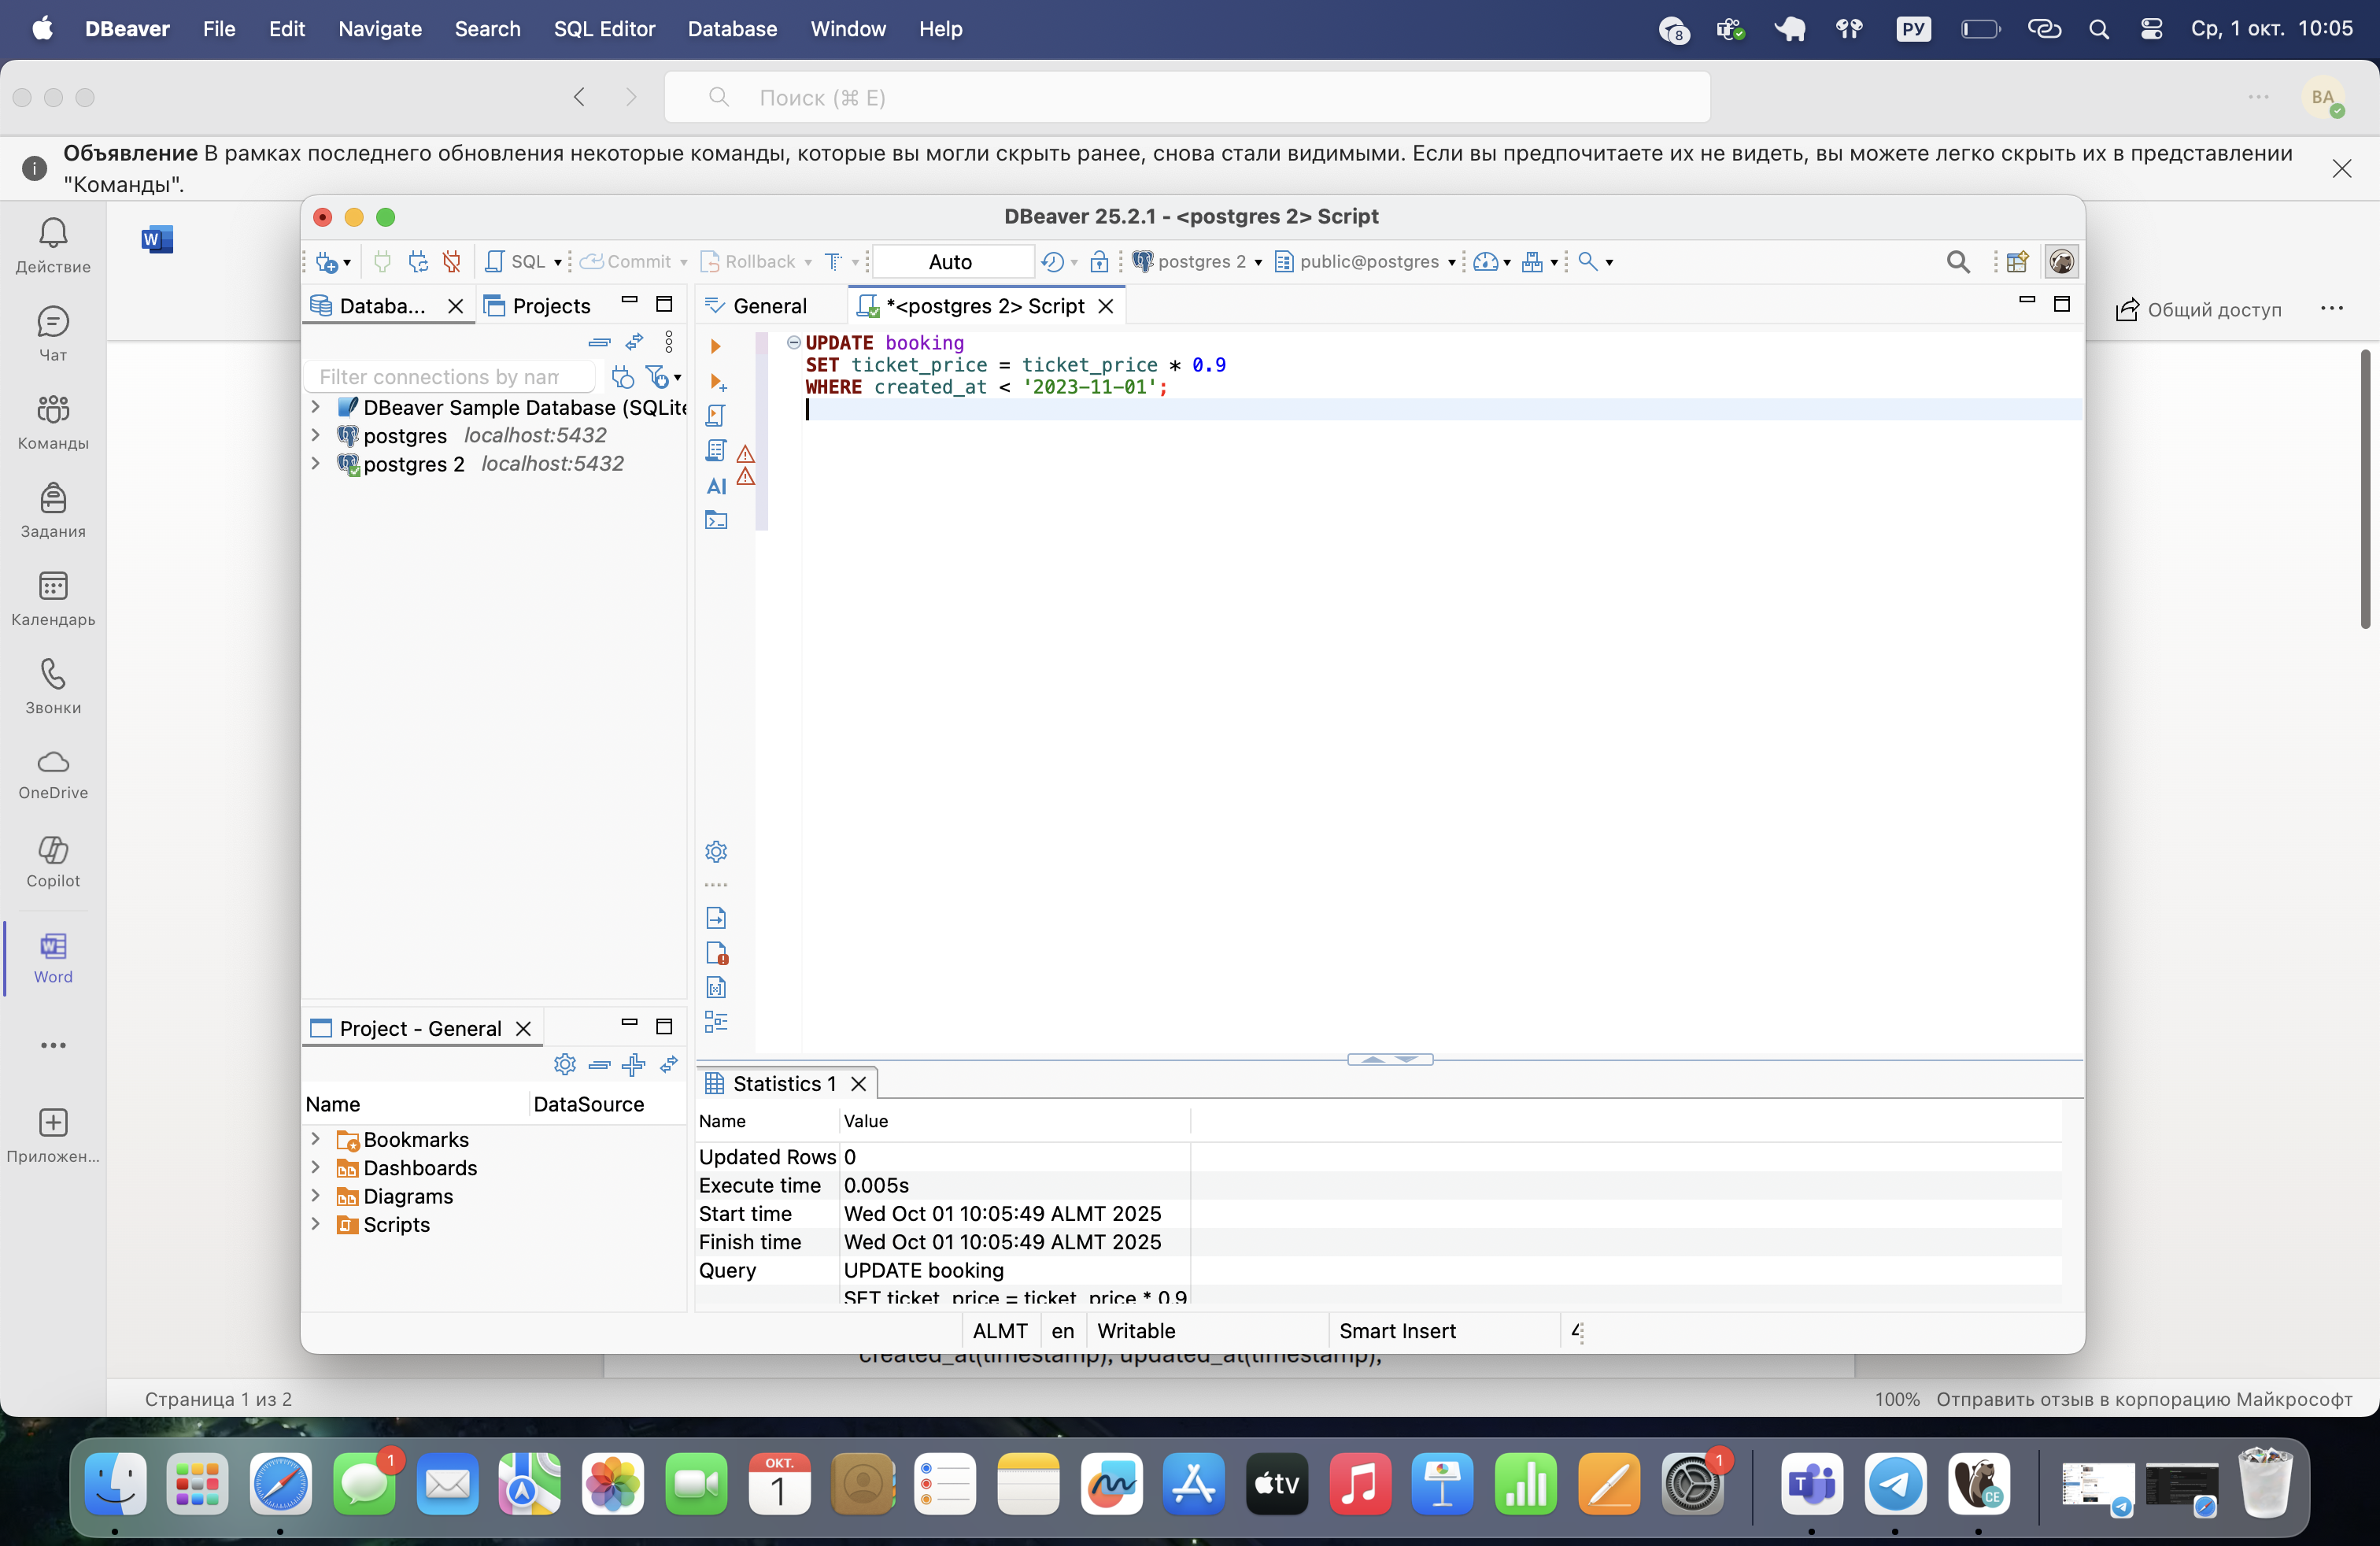 DBeaver File Edit Navigate Search SQL Editor Database Window Help 8 РУ Ср, 1 окт. 10:05
Поиск (⌘ E) BA
Объявление В рамках последнего обновления некоторые команды, которые вы могли скрыть ранее, снова стали видимыми. Если вы предпочитаете их не видеть, вы можете легко скрыть их в представлении
"Команды".
Действие
Чат
Команды
Задания
Календарь
Звонки
OneDrive
Copilot
Word
Приложен...
Общий доступ
DBeaver 25.2.1 - <postgres 2> Script
SQL Commit Rollback T Auto postgres 2 public@postgres
Databa... Projects
Filter connections by nam
DBeaver Sample Database (SQLite
postgres localhost:5432
postgres 2 localhost:5432
General *<postgres 2> Script
UPDATE booking
SET ticket_price = ticket_price * 0.9
WHERE created_at < '2023-11-01';
AI
Project - General
Name DataSource
Bookmarks
Dashboards
Diagrams
Scripts
Statistics 1
Name Value
Updated Rows 0
Execute time 0.005s
Start time Wed Oct 01 10:05:49 ALMT 2025
Finish time Wed Oct 01 10:05:49 ALMT 2025
Query UPDATE booking
SET ticket_price = ticket_price * 0.9
ALMT en Writable Smart Insert 4
created_at(timestamp), updated_at(timestamp),
Страница 1 из 2 100% Отправить отзыв в корпорацию Майкрософт
1
ОКТ.
1
tv
1
T
CE